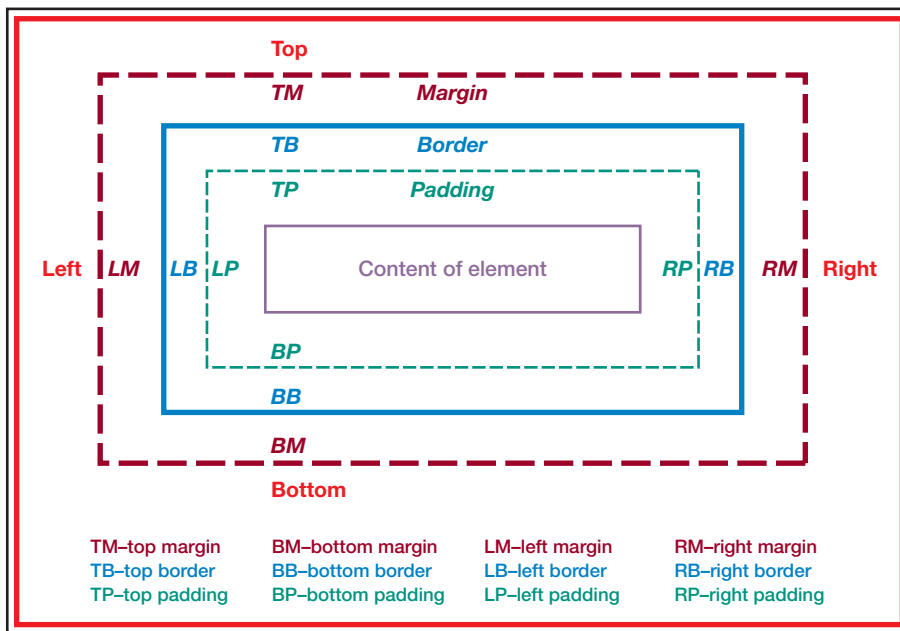 Top
TM Margin
TB Border
TP Padding
Left LM LB LP Content of element RP RB RM Right
BP
BB
BM
Bottom
TM–top margin BM–bottom margin LM–left margin RM–right margin
TB–top border BB–bottom border LB–left border RB–right border
TP–top padding BP–bottom padding LP–left padding RP–right padding